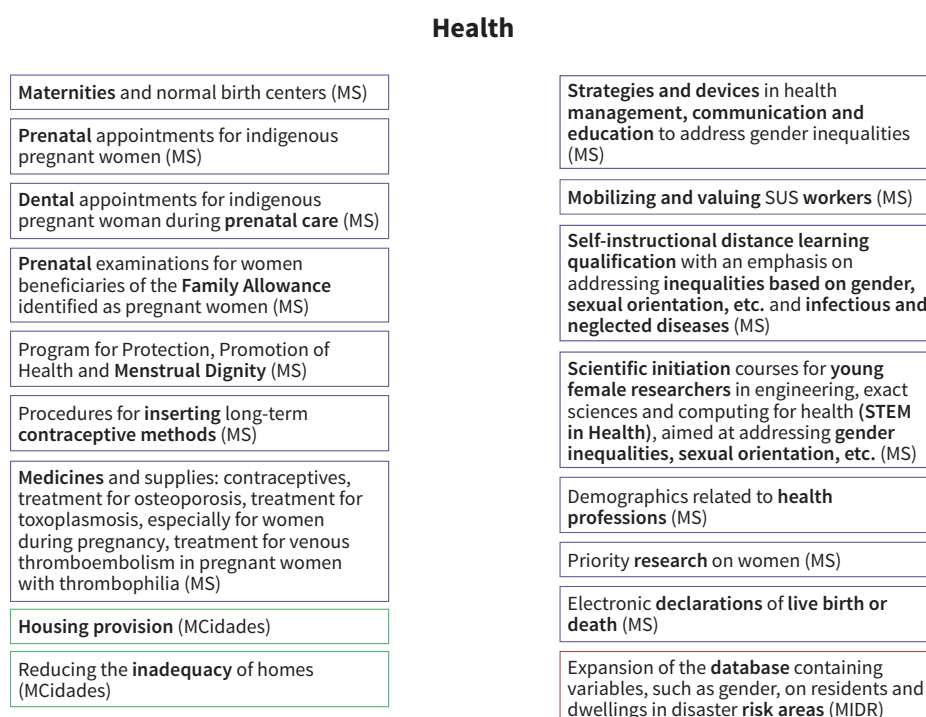 Health
Maternities and normal birth centers (MS)
Prenatal appointments for indigenous
pregnant women (MS)
Dental appointments for indigenous
pregnant woman during prenatal care (MS)
Prenatal examinations for women
beneficiaries of the Family Allowance
identified as pregnant women (MS)
Program for Protection, Promotion of
Health and Menstrual Dignity (MS)
Procedures for inserting long-term
contraceptive methods (MS)
Medicines and supplies: contraceptives,
treatment for osteoporosis, treatment for
toxoplasmosis, especially for women
during pregnancy, treatment for venous
thromboembolism in pregnant women
with thrombophilia (MS)
Housing provision (MCidades)
Reducing the inadequacy of homes
(MCidades)
Strategies and devices in health
management, communication and
education to address gender inequalities
(MS)
Mobilizing and valuing SUS workers (MS)
Self-instructional distance learning
qualification with an emphasis on
addressing inequalities based on gender,
sexual orientation, etc. and infectious and
neglected diseases (MS)
Scientific initiation courses for young
female researchers in engineering, exact
sciences and computing for health (STEM
in Health), aimed at addressing gender
inequalities, sexual orientation, etc. (MS)
Demographics related to health
professions (MS)
Priority research on women (MS)
Electronic declarations of live birth or
death (MS)
Expansion of the database containing
variables, such as gender, on residents and
dwellings in disaster risk areas (MIDR)